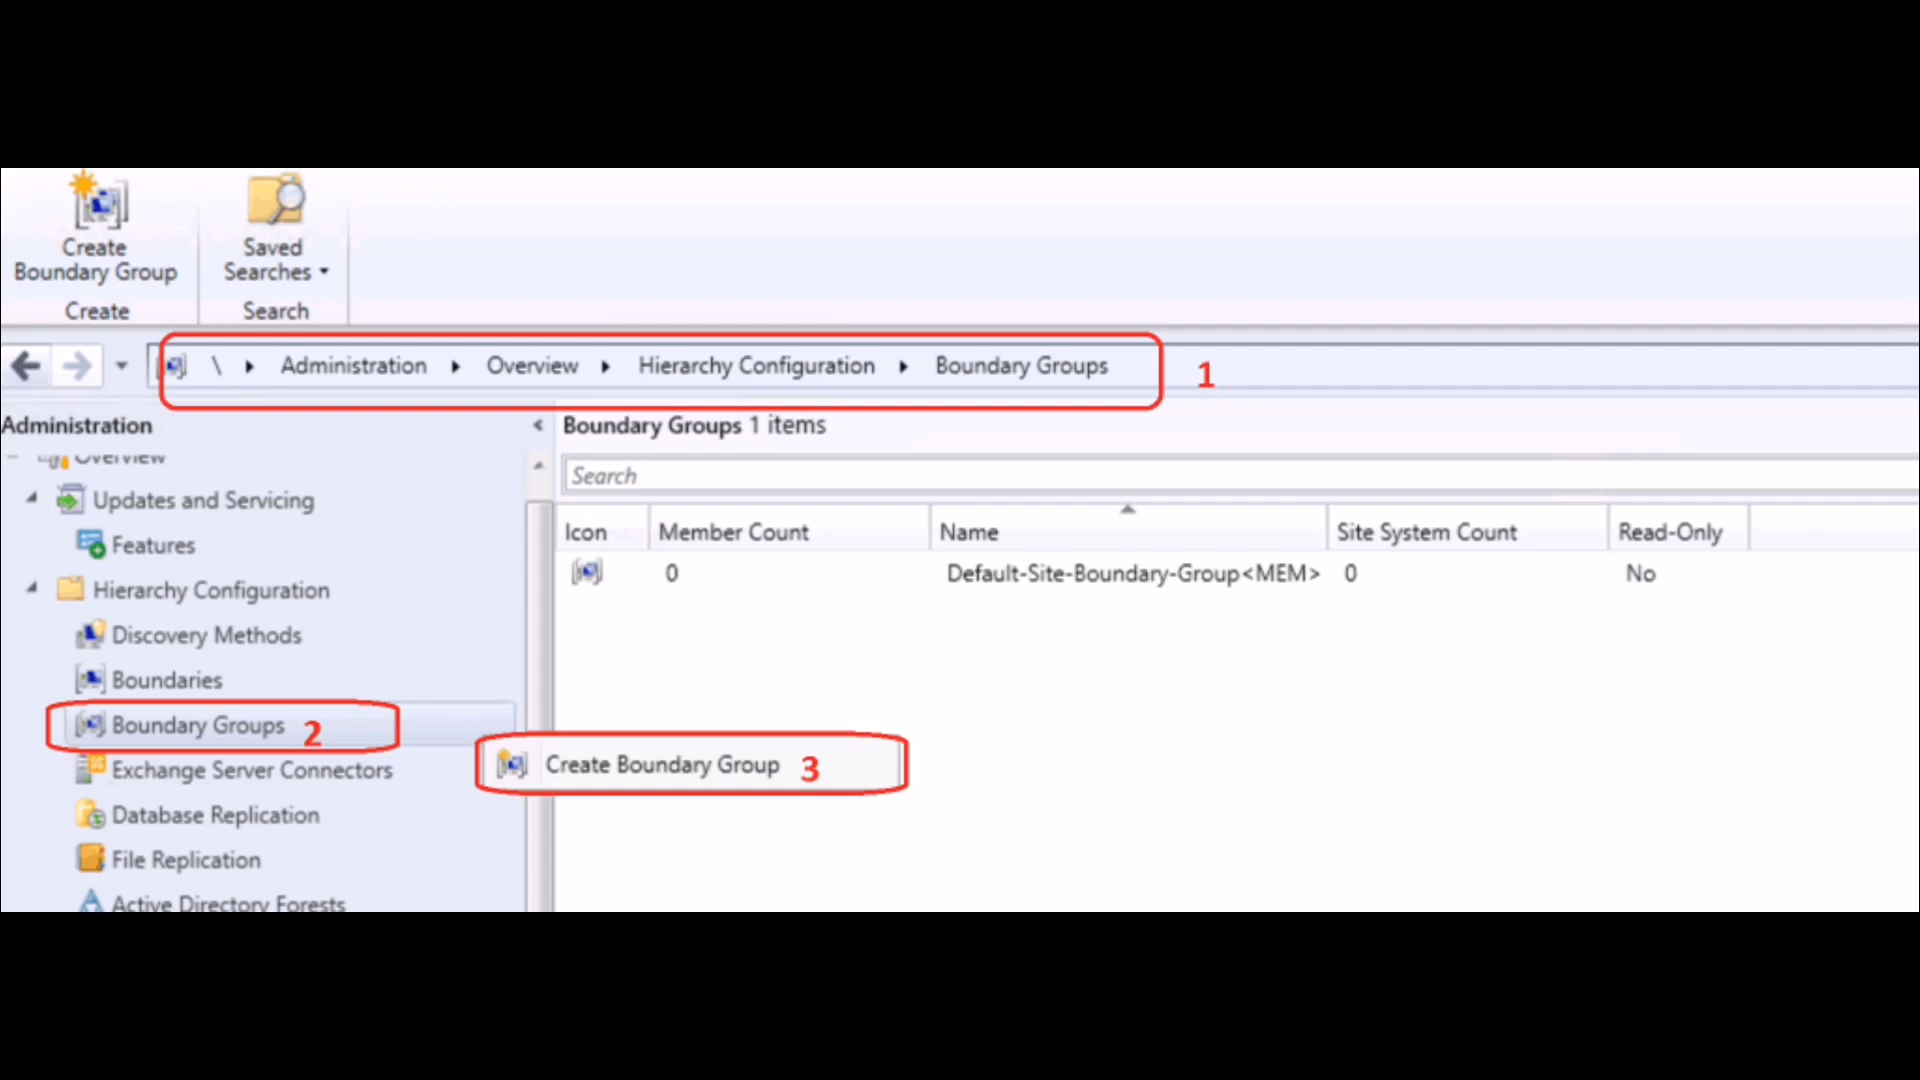 Create
Boundary Group
Create
Saved
Searches
Search
\ Administration Overview Hierarchy Configuration Boundary Groups
1
Administration
Overview
Updates and Servicing
Features
Hierarchy Configuration
Discovery Methods
Boundaries
Boundary Groups 2
Exchange Server Connectors
Database Replication
File Replication
Active Directory Forests
Create Boundary Group 3
Boundary Groups 1 items
Search
Icon Member Count Name Site System Count Read-Only
0 Default-Site-Boundary-Group<MEM> 0 No